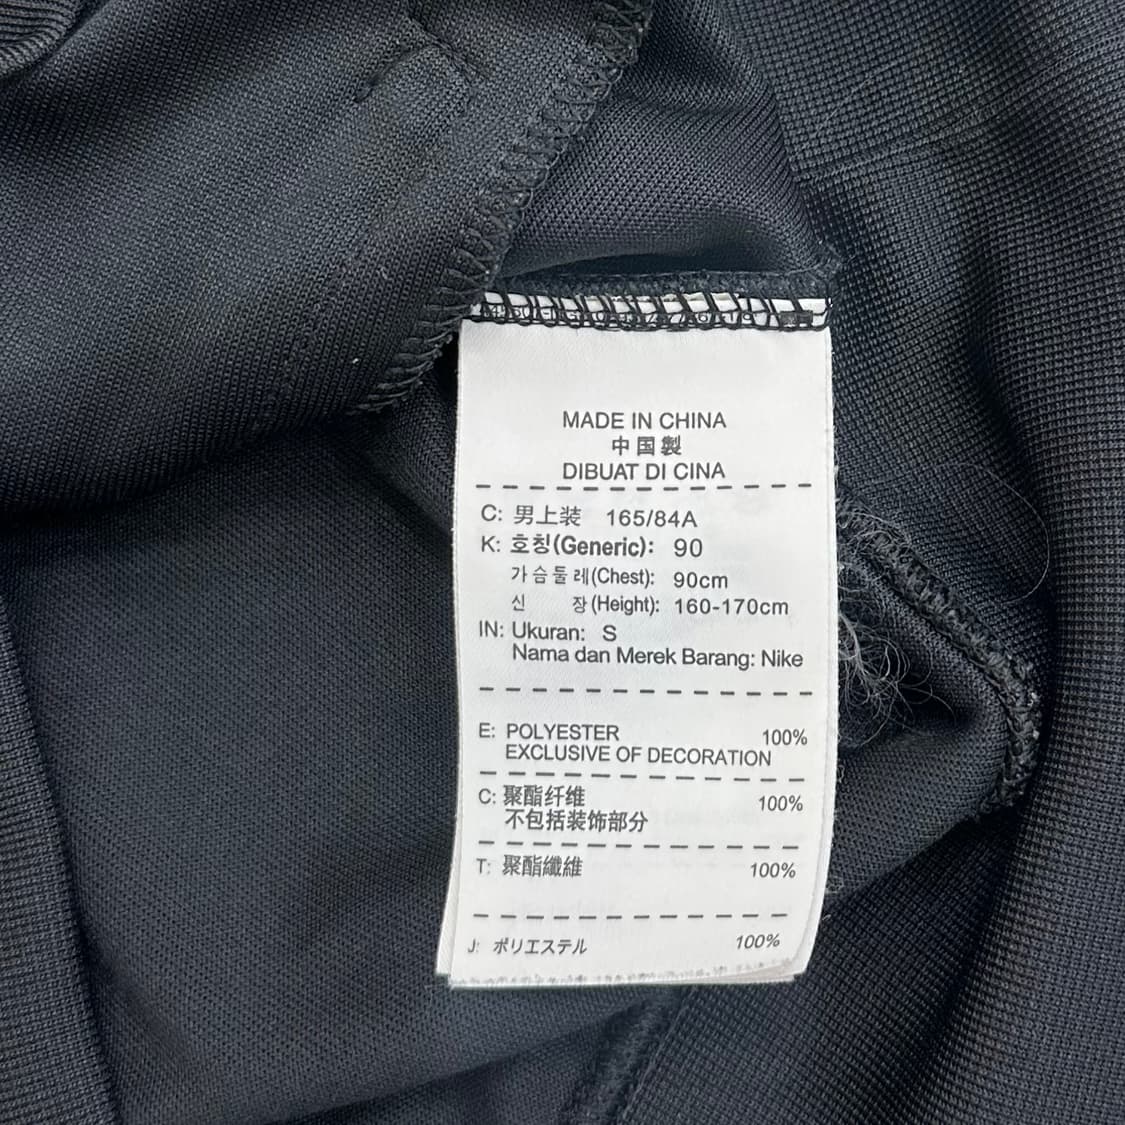 MADE IN CHINA
中国製
DIBUAT DI CINA
C: 男上装 165/84A
K: 호칭(Generic): 90
가슴둘레(Chest): 90cm
신 장(Height): 160-170cm
IN: Ukuran: S
Nama dan Merek Barang: Nike
E: POLYESTER 100%
EXCLUSIVE OF DECORATION
C: 聚酯纤维 100%
不包括装饰部分
T: 聚酯纖維 100%
J: ポリエステル 100%